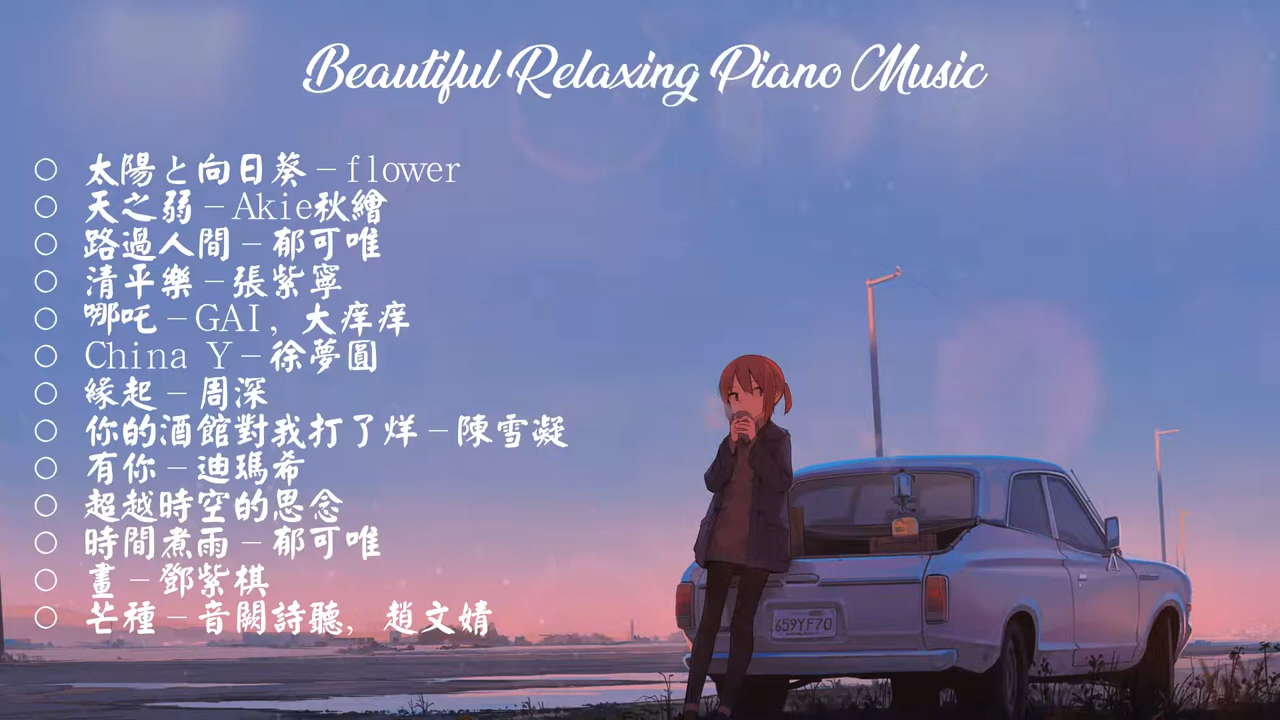 Beautiful Relaxing Piano Music
○ 太陽と向日葵－flower
○ 天之弱－Akie秋繪
○ 路過人間－郁可唯
○ 清平樂－張紫寧
○ 哪吒－GAI, 大痒痒
○ China Y－徐夢圓
○ 緣起－周深
○ 你的酒館對我打了烊－陳雪凝
○ 有你－迪瑪希
○ 超越時空的思念
○ 時間煮雨－郁可唯
○ 畫－鄧紫棋
○ 芒種－音闕詩聽, 趙文婧
659YF70